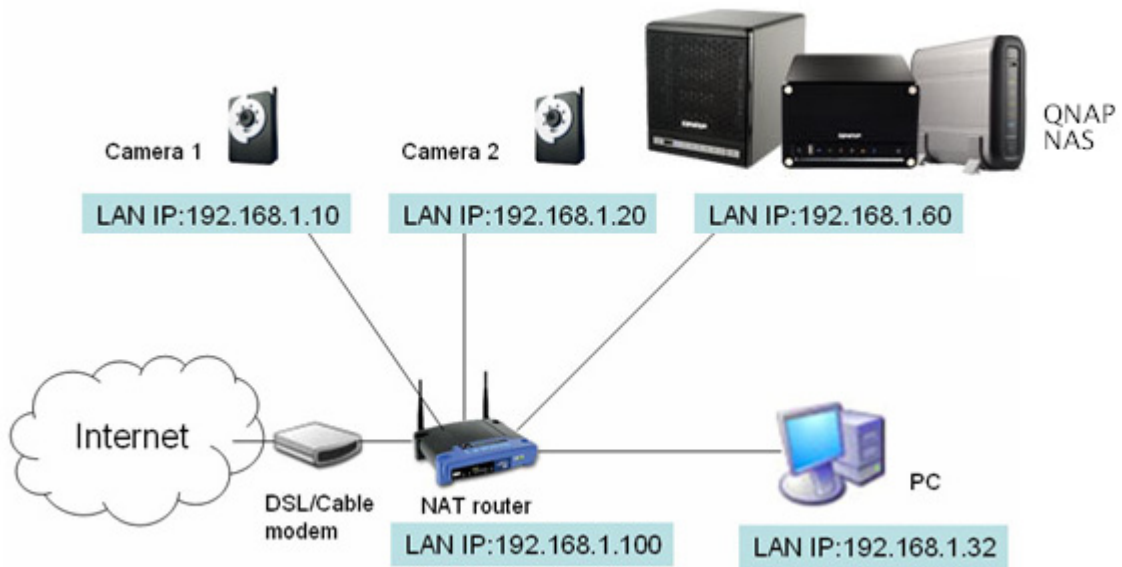 QNAP
NAS
Camera 1
Camera 2
QNAP
LAN IP:192.168.1.10
LAN IP:192.168.1.20
LAN IP:192.168.1.60
Internet
DSL/Cable
modem
NAT router
PC
LAN IP:192.168.1.100
LAN IP:192.168.1.32